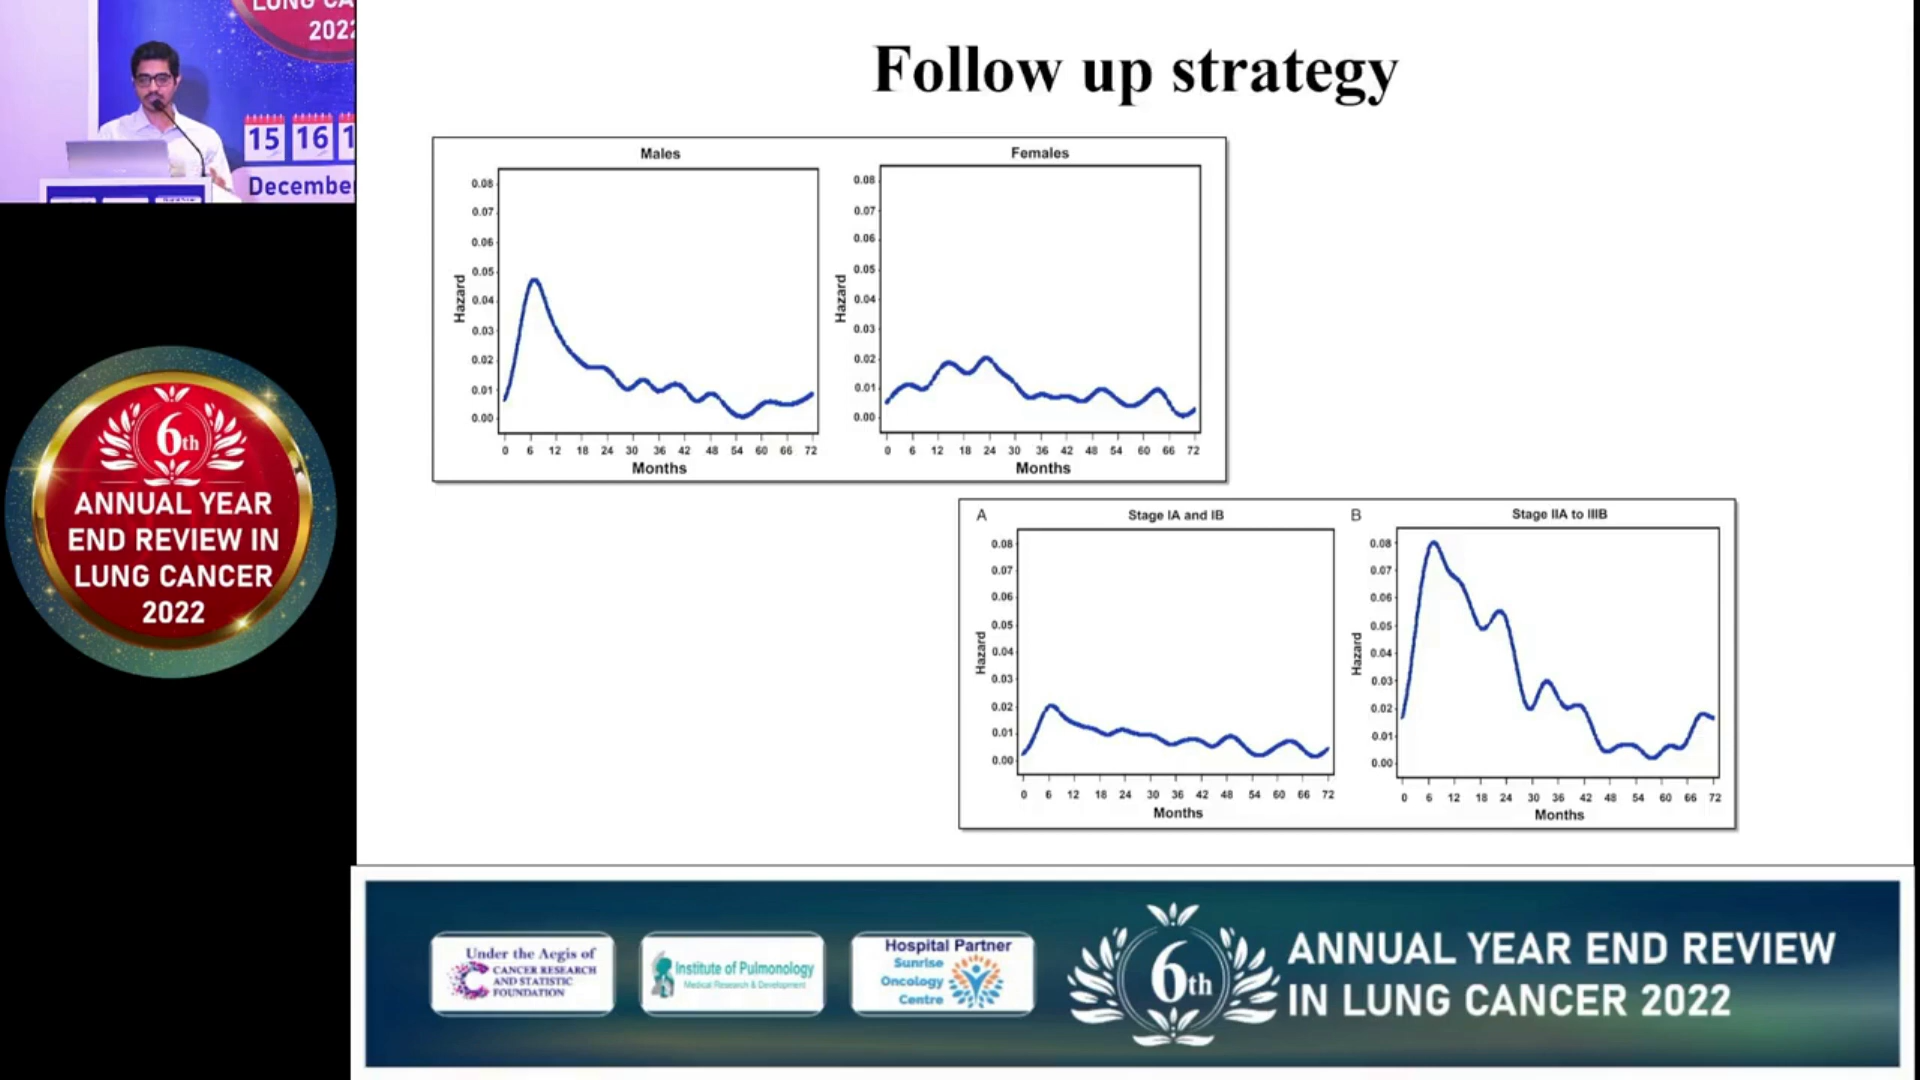 LUNG CA
2022
15 16 1
December
Follow up strategy
Males
Hazard
0.08
0.07
0.06
0.05
0.04
0.03
0.02
0.01
0.00
0 6 12 18 24 30 36 42 48 54 60 66 72
Months
Females
Hazard
0.08
0.07
0.06
0.05
0.04
0.03
0.02
0.01
0.00
0 6 12 18 24 30 36 42 48 54 60 66 72
Months
A
Stage IA and IB
Hazard
0.08
0.07
0.06
0.05
0.04
0.03
0.02
0.01
0.00
0 6 12 18 24 30 36 42 48 54 60 66 72
Months
B
Stage IIA to IIIB
Hazard
0.08
0.07
0.06
0.05
0.04
0.03
0.02
0.01
0.00
0 6 12 18 24 30 36 42 48 54 60 66 72
Months
6th
ANNUAL YEAR
END REVIEW IN
LUNG CANCER
2022
Under the Aegis of
CANCER RESEARCH
AND STATISTIC
FOUNDATION
Institute of Pulmonology
Medical Research & Development
Hospital Partner
Sunrise
Oncology
Centre
6th
ANNUAL YEAR END REVIEW
IN LUNG CANCER 2022